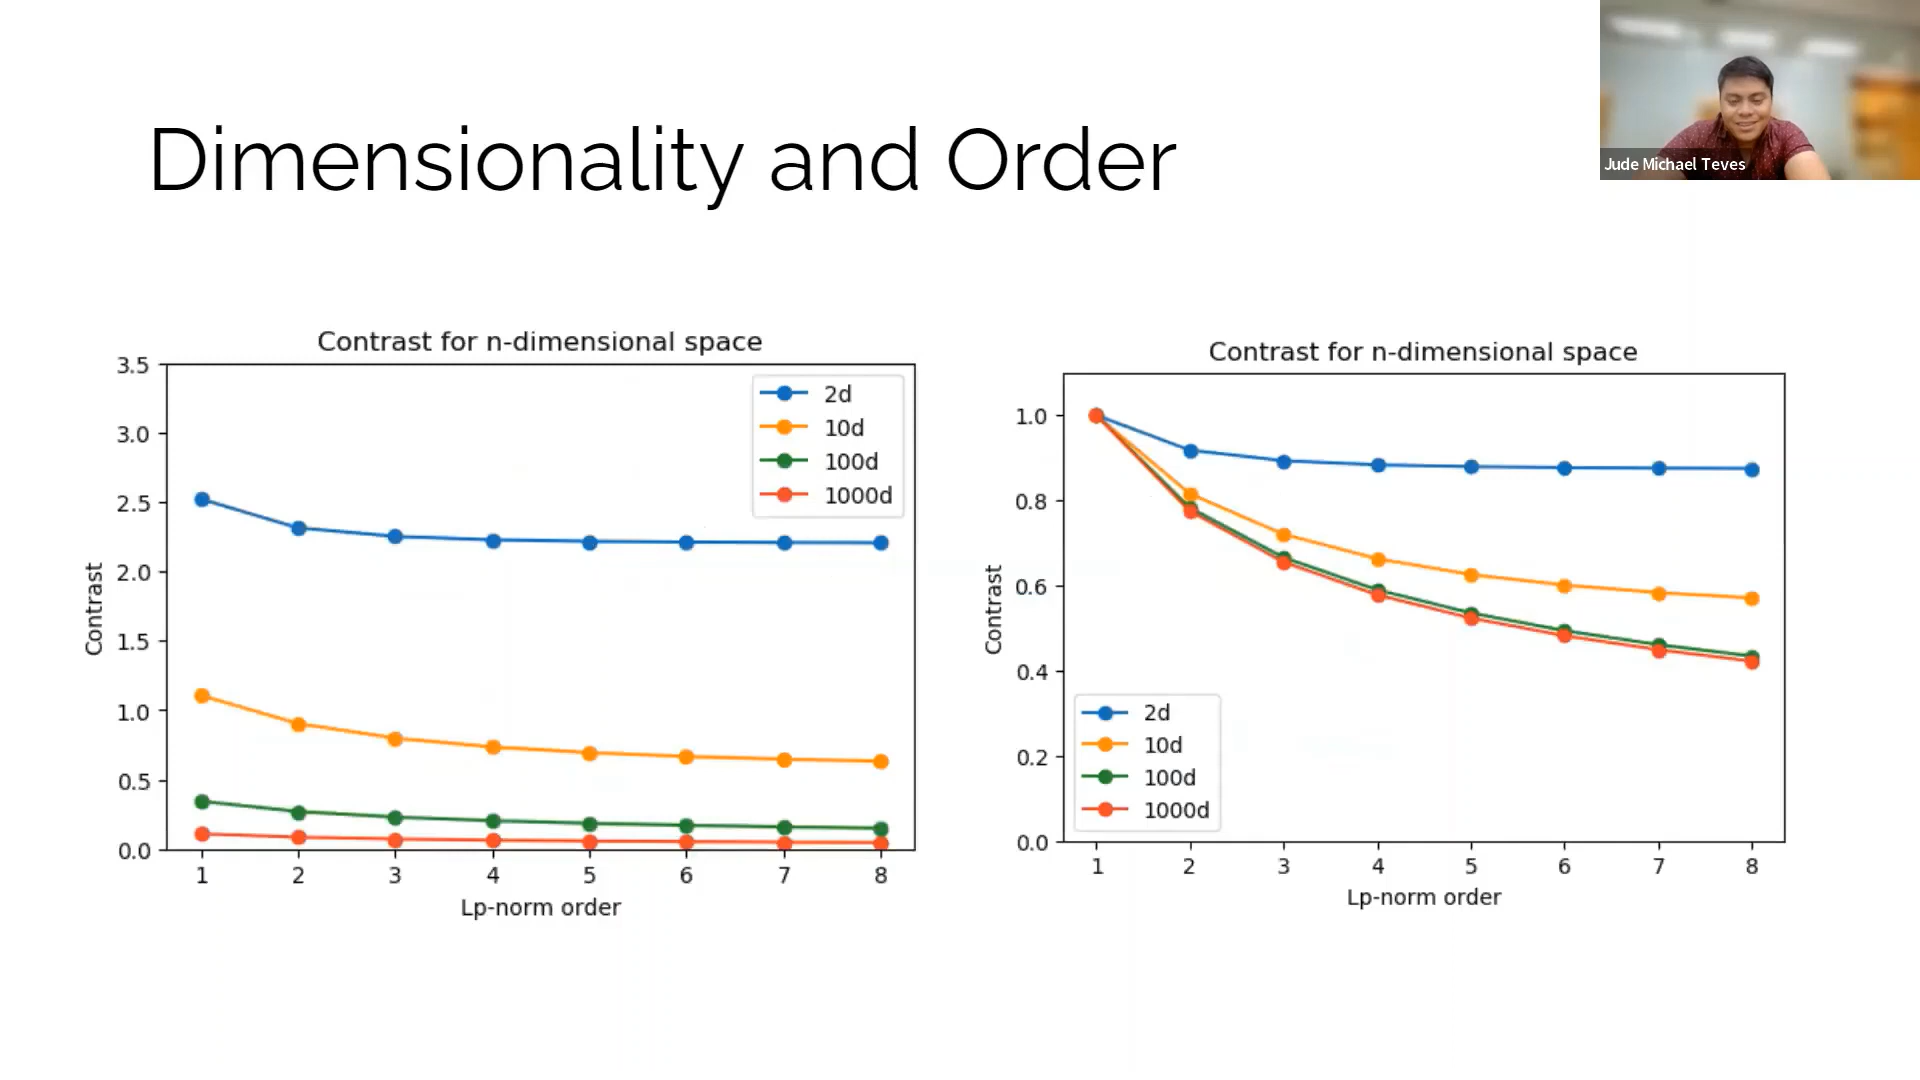 Dimensionality and Order
Jude Michael Teves
Contrast for n-dimensional space
3.5
3.0
2.5
2.0
1.5
1.0
0.5
0.0
Contrast
2d
10d
100d
1000d
1 2 3 4 5 6 7 8
Lp-norm order
Contrast for n-dimensional space
1.0
0.8
0.6
0.4
0.2
0.0
Contrast
2d
10d
100d
1000d
1 2 3 4 5 6 7 8
Lp-norm order